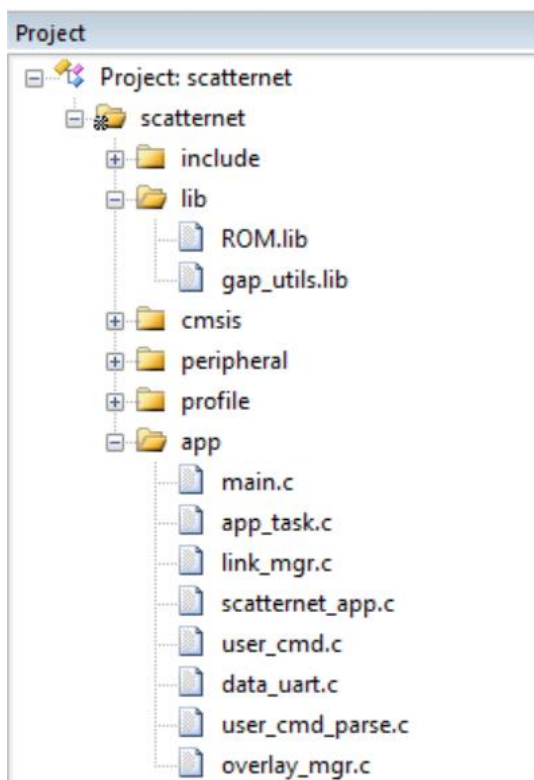 Project
Project: scatternet
scatternet
include
lib
ROM.lib
gap_utils.lib
cmsis
peripheral
profile
app
main.c
app_task.c
link_mgr.c
scatternet_app.c
user_cmd.c
data_uart.c
user_cmd_parse.c
overlay_mgr.c